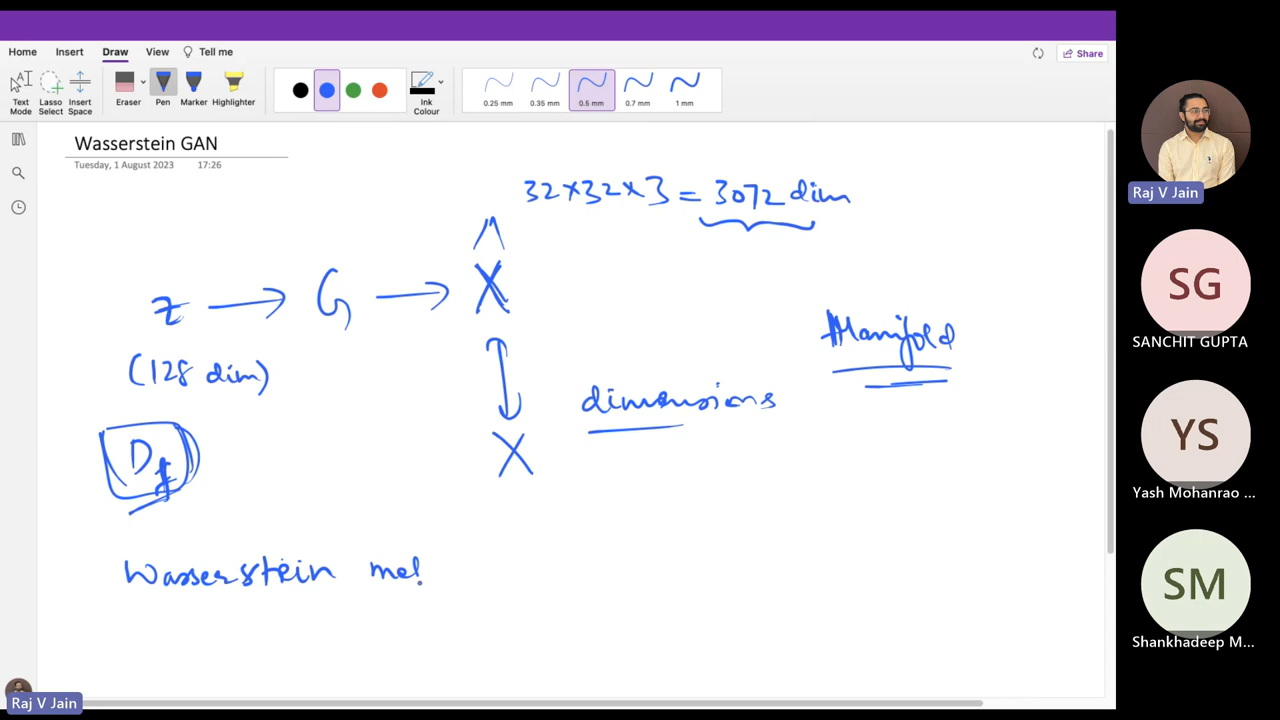 Home Insert Draw View Tell me
Share
Text Mode
Lasso Select
Insert Space
Eraser
Pen
Marker
Highlighter
Ink Colour
0.25 mm
0.35 mm
0.5 mm
0.7 mm
1 mm
Wasserstein GAN
Tuesday, 1 August 2023 17:26
32×32×3 = 3072 dim
^
z → G → X
Manifold
(128 dim)
dimensions
D_f
X
Wasserstein met
Raj V Jain
Raj V Jain
SG
SANCHIT GUPTA
YS
Yash Mohanrao ...
SM
Shankhadeep M...